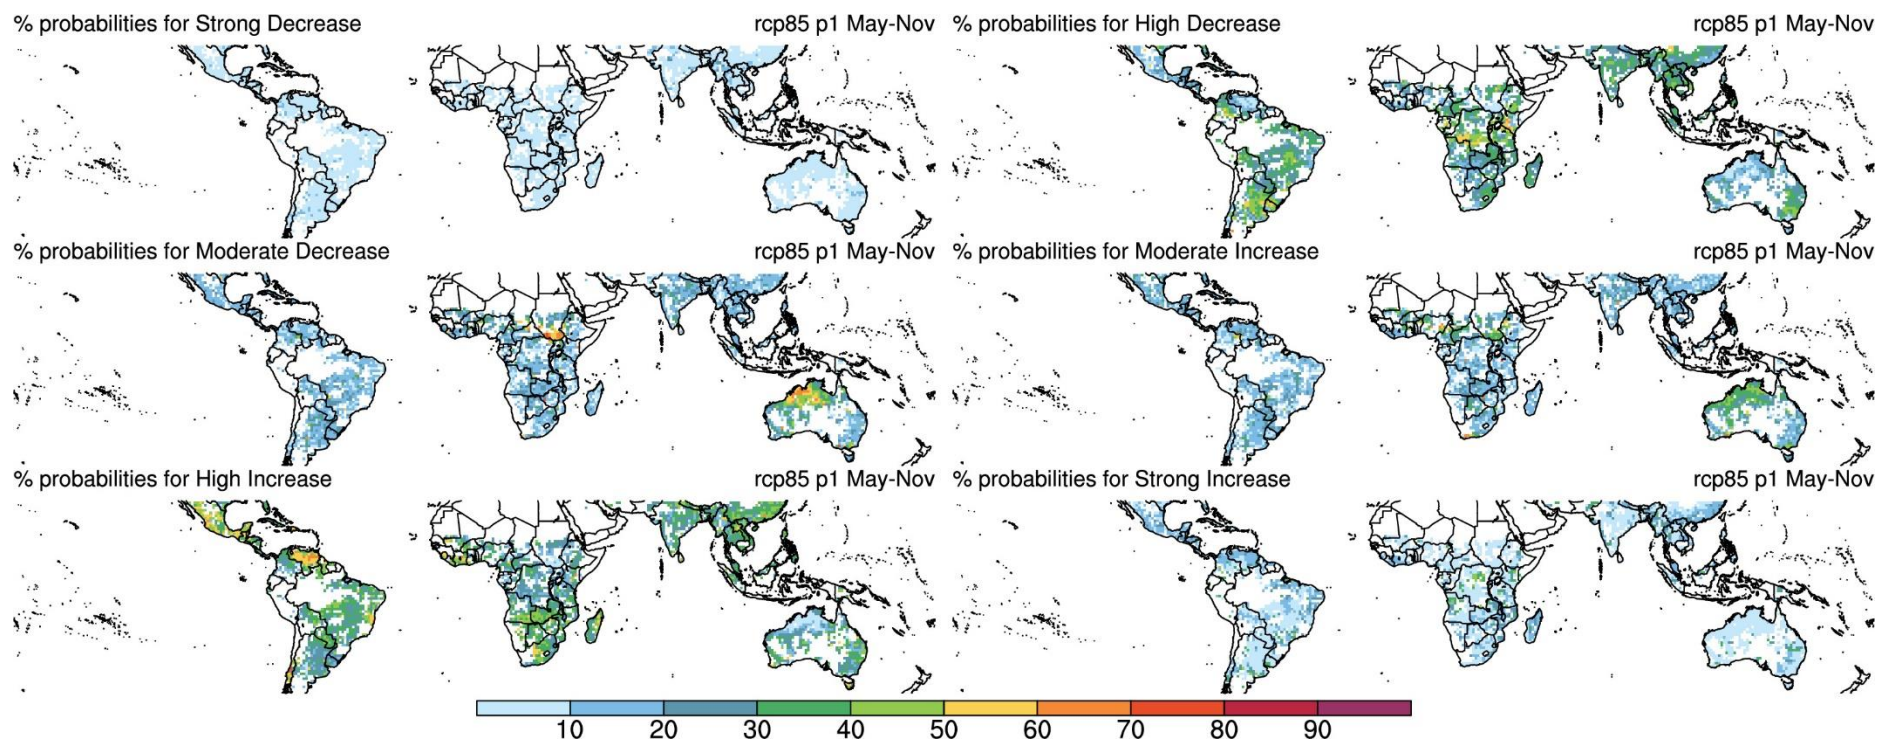 % probabilities for Strong Decrease rcp85 p1 May-Nov
% probabilities for High Decrease rcp85 p1 May-Nov
% probabilities for Moderate Decrease rcp85 p1 May-Nov
% probabilities for Moderate Increase rcp85 p1 May-Nov
% probabilities for High Increase rcp85 p1 May-Nov
% probabilities for Strong Increase rcp85 p1 May-Nov
10 20 30 40 50 60 70 80 90